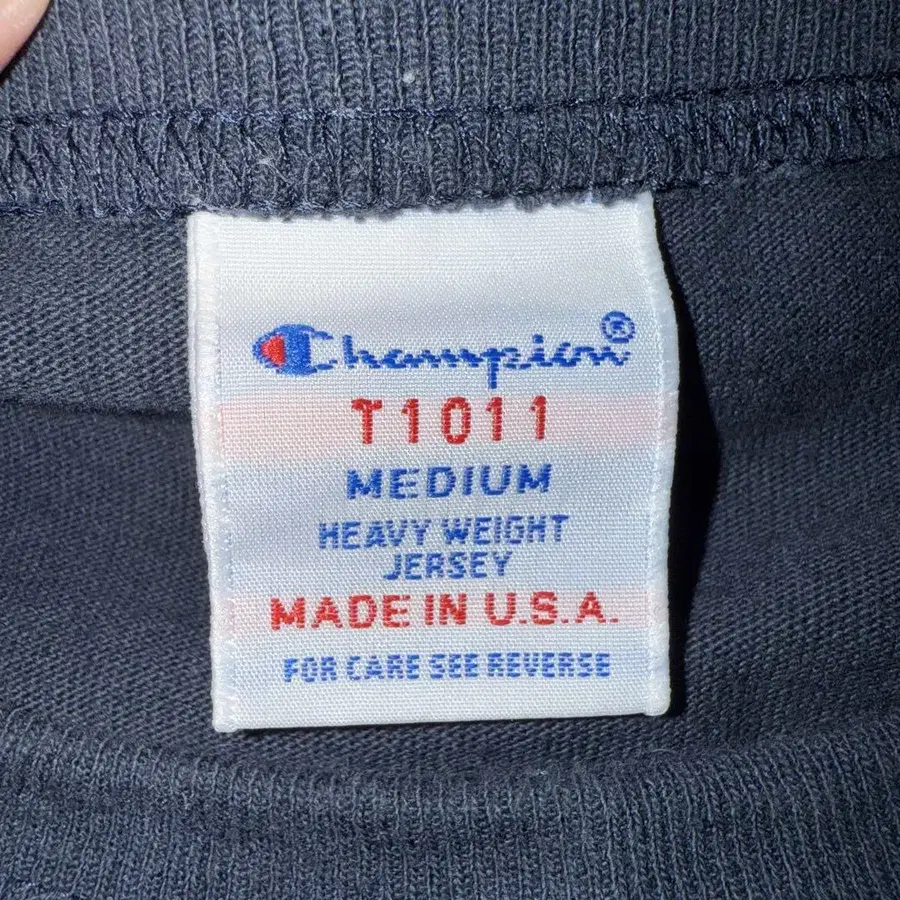 Champion®
T1011
MEDIUM
HEAVY WEIGHT
JERSEY
MADE IN U.S.A.
FOR CARE SEE REVERSE